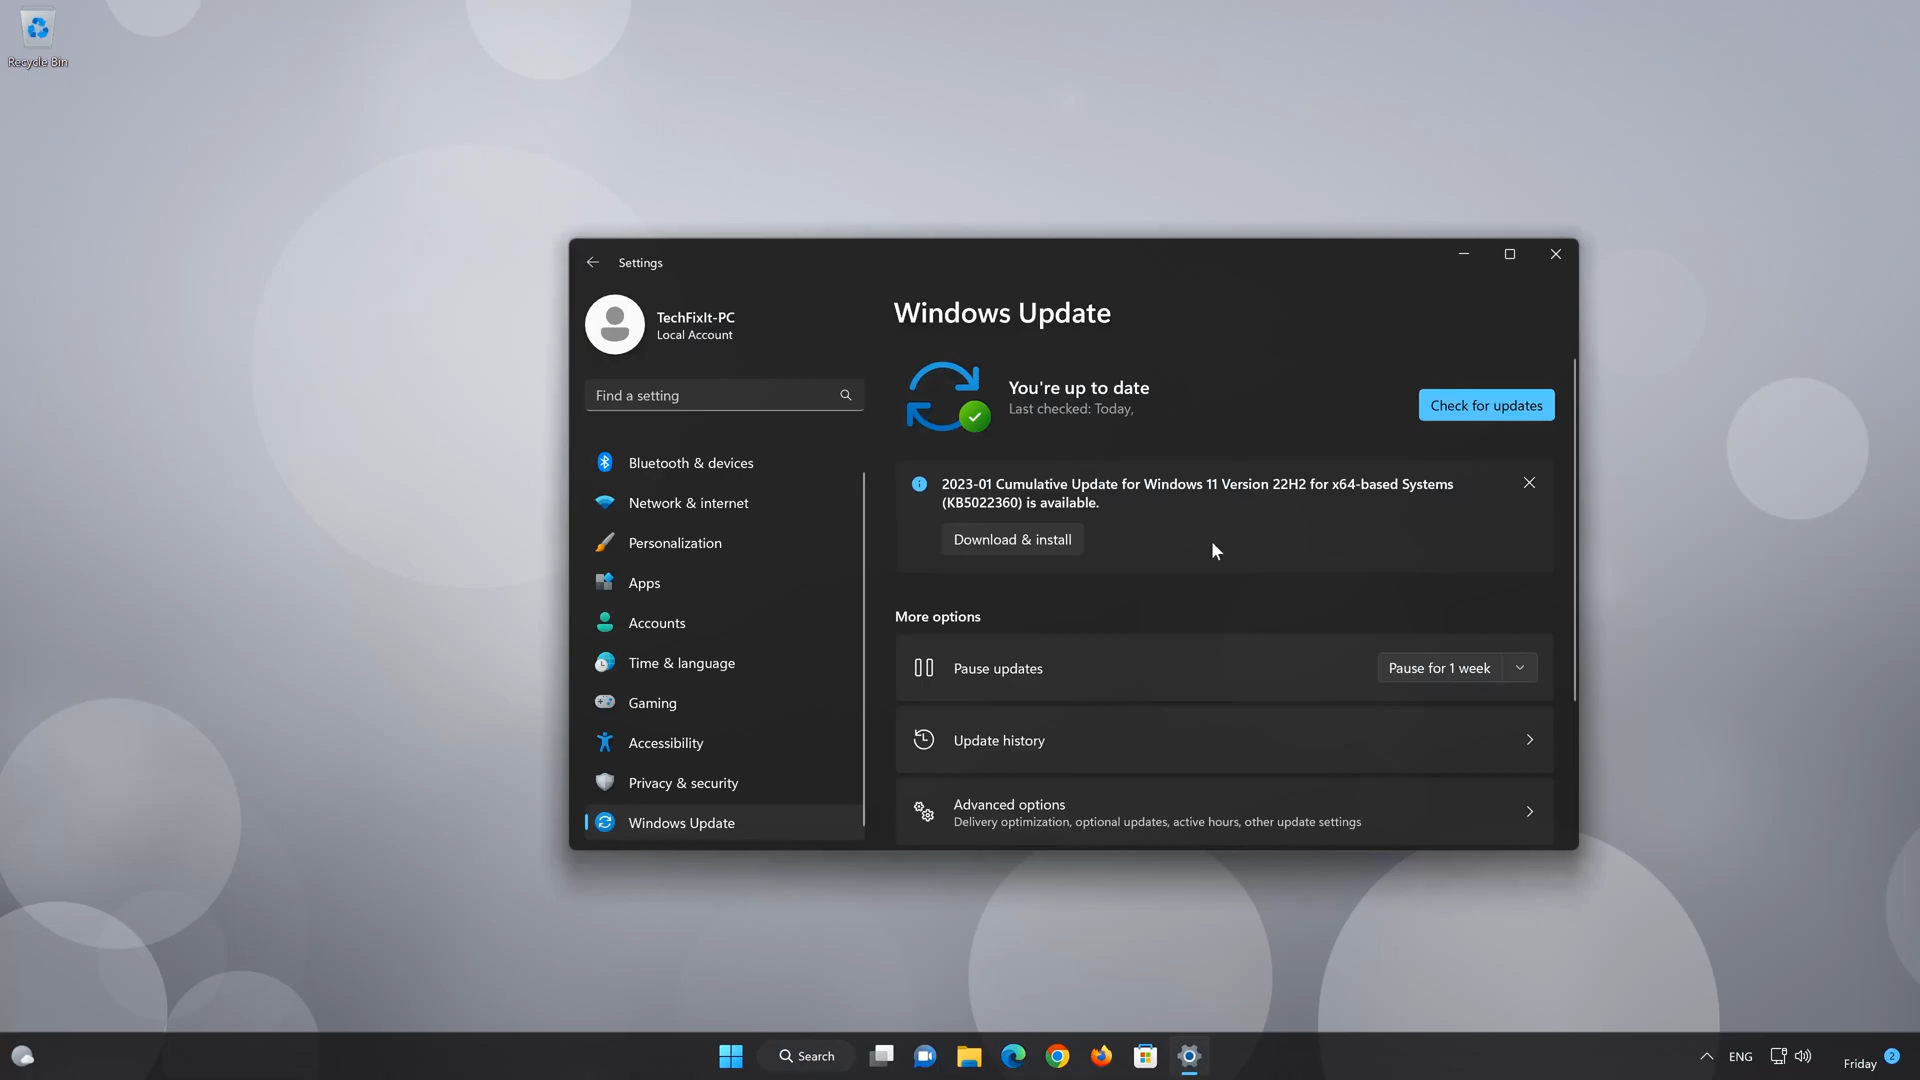 Recycle Bin
Settings
TechFixIt-PC
Local Account
Find a setting
Bluetooth & devices
Network & internet
Personalization
Apps
Accounts
Time & language
Gaming
Accessibility
Privacy & security
Windows Update
Windows Update
You're up to date
Last checked: Today,
Check for updates
2023-01 Cumulative Update for Windows 11 Version 22H2 for x64-based Systems
(KB5022360) is available.
Download & install
More options
Pause updates
Pause for 1 week
Update history
Advanced options
Delivery optimization, optional updates, active hours, other update settings
Search
ENG
Friday
2